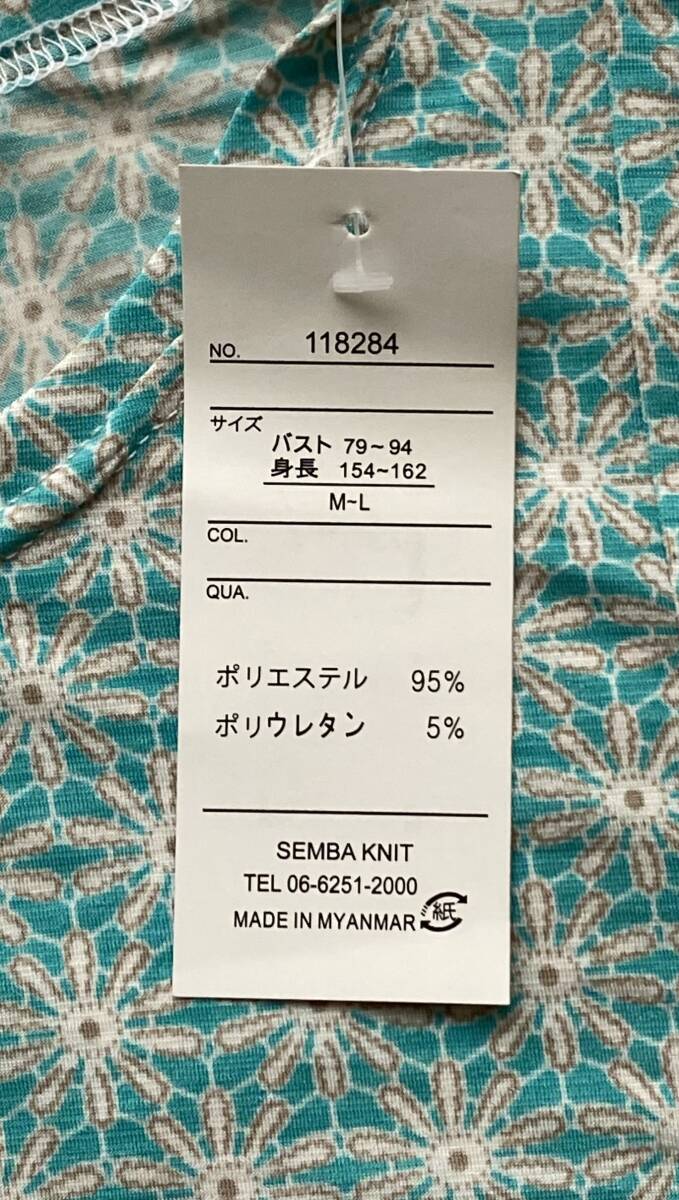 NO. 118284
サイズ
バスト 79~94
身長 154~162
M~L
COL.
QUA.
ポリエステル 95%
ポリウレタン 5%
SEMBA KNIT
TEL 06-6251-2000
MADE IN MYANMAR 紙